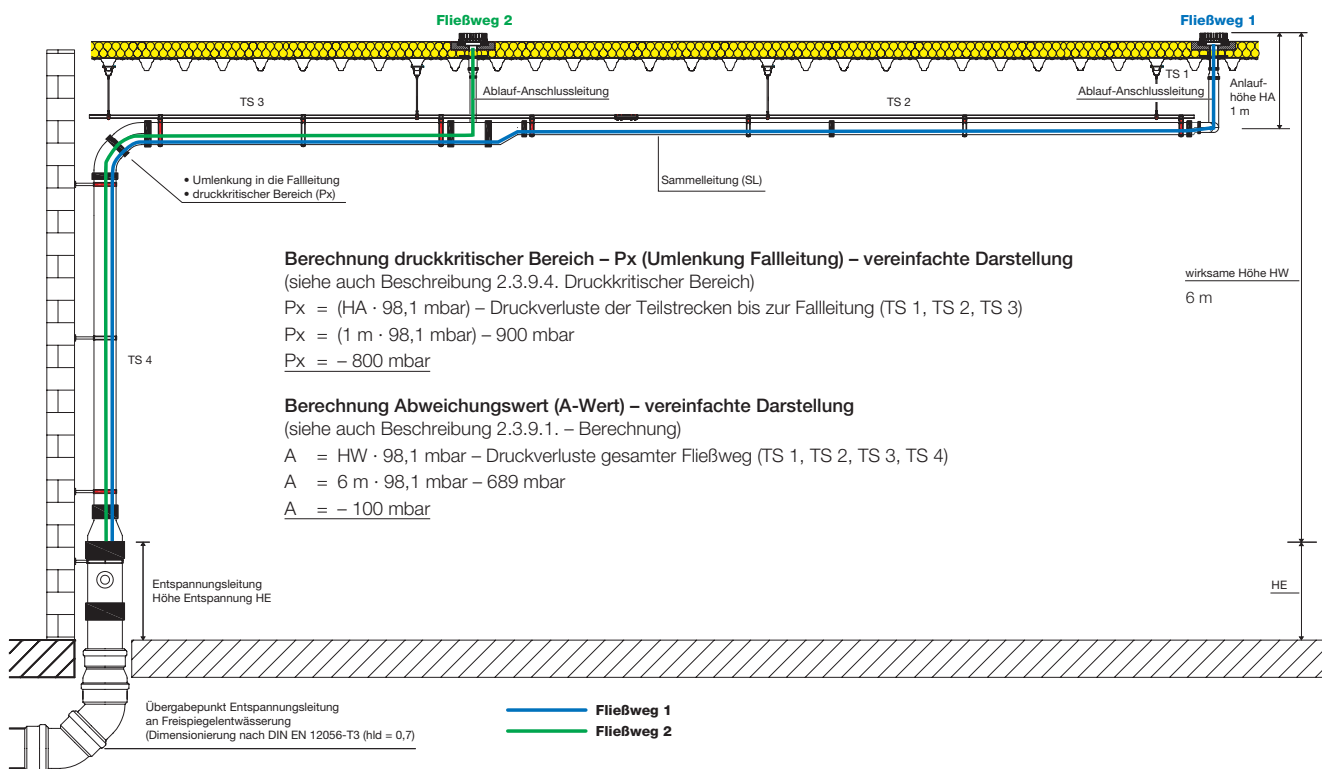 Fließweg 2
Fließweg 1
TS 3
Ablauf-Anschlussleitung
TS 2
Ablauf-Anschlussleitung
TS 1
Anlauf-
höhe HA
1 m
• Umlenkung in die Fallleitung
• druckkritischer Bereich (Px)
Sammelleitung (SL)
Berechnung druckkritischer Bereich – Px (Umlenkung Fallleitung) – vereinfachte Darstellung
(siehe auch Beschreibung 2.3.9.4. Druckkritischer Bereich)
Px = (HA · 98,1 mbar) – Druckverluste der Teilstrecken bis zur Fallleitung (TS 1, TS 2, TS 3)
Px = (1 m · 98,1 mbar) – 900 mbar
Px = – 800 mbar
wirksame Höhe HW
6 m
TS 4
Berechnung Abweichungswert (A-Wert) – vereinfachte Darstellung
(siehe auch Beschreibung 2.3.9.1. – Berechnung)
A = HW · 98,1 mbar – Druckverluste gesamter Fließweg (TS 1, TS 2, TS 3, TS 4)
A = 6 m · 98,1 mbar – 689 mbar
A = – 100 mbar
Entspannungsleitung
Höhe Entspannung HE
HE
Übergabepunkt Entspannungsleitung
an Freispiegelentwässerung
(Dimensionierung nach DIN EN 12056-T3 (hld = 0,7)
Fließweg 1
Fließweg 2